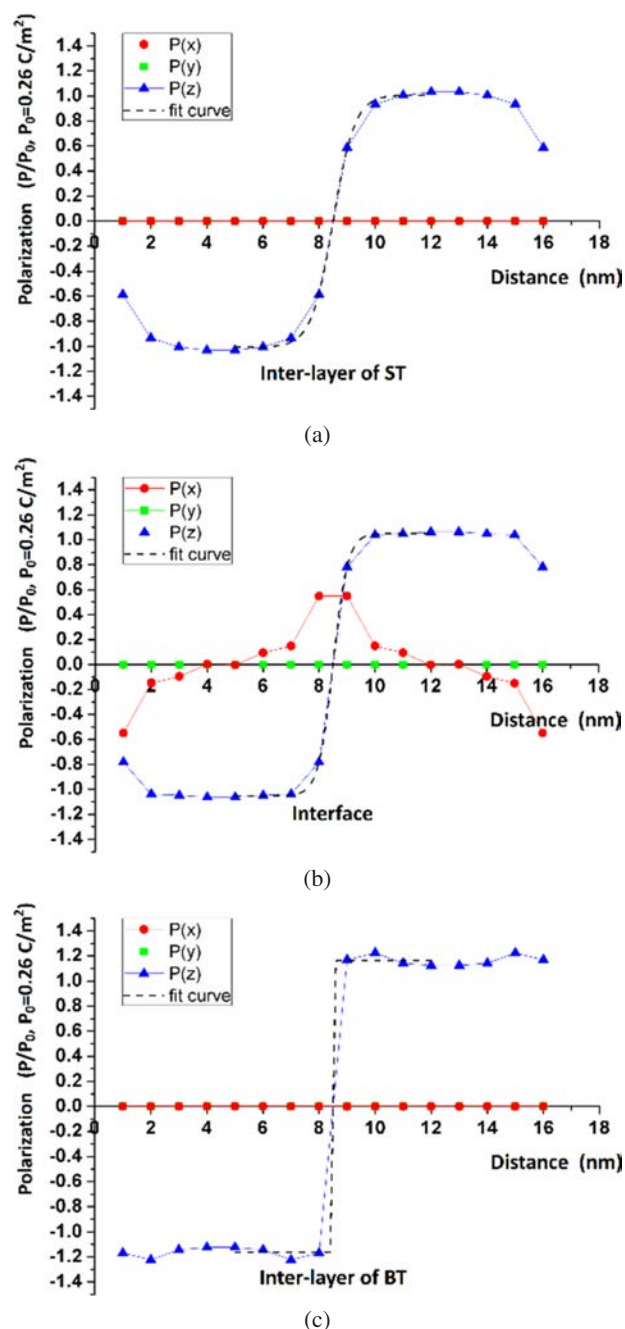 1.4
1.2
1.0
0.8
0.6
0.4
0.2
0.0
-0.2
-0.4
-0.6
-0.8
-1.0
-1.2
-1.4
Polarization (P/P₀, P₀=0.26 C/m²)
P(x)
P(y)
P(z)
fit curve
0 2 4 6 8 10 12 14 16 18
Distance (nm)
Inter-layer of ST
(a)
1.4
1.2
1.0
0.8
0.6
0.4
0.2
0.0
-0.2
-0.4
-0.6
-0.8
-1.0
-1.2
-1.4
Polarization (P/P₀, P₀=0.26 C/m²)
P(x)
P(y)
P(z)
fit curve
0 2 4 6 8 10 12 14 16 18
Distance (nm)
Interface
(b)
1.4
1.2
1.0
0.8
0.6
0.4
0.2
0.0
-0.2
-0.4
-0.6
-0.8
-1.0
-1.2
-1.4
Polarization (P/P₀, P₀=0.26 C/m²)
P(x)
P(y)
P(z)
fit curve
0 2 4 6 8 10 12 14 16 18
Distance (nm)
Inter-layer of BT
(c)